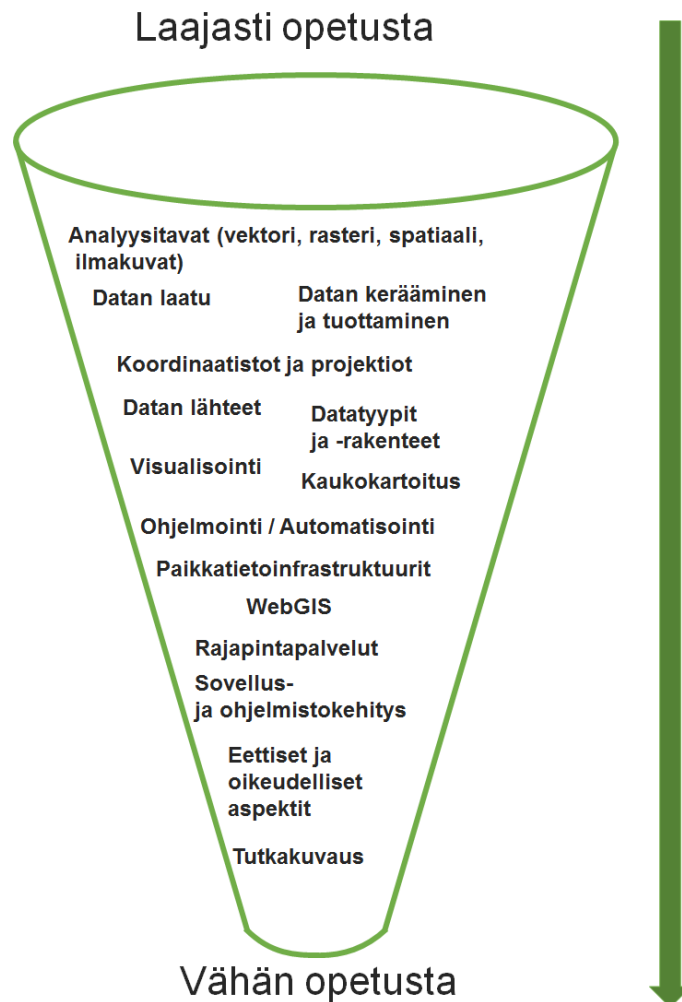 Laajasti opetusta
Analyysitavat (vektori, rasteri, spatiaali,
ilmakuvat)
Datan laatu
Datan kerääminen
ja tuottaminen
Koordinaatistot ja projektiot
Datan lähteet
Datatyypit
ja -rakenteet
Visualisointi
Kaukokartoitus
Ohjelmointi / Automatisointi
Paikkatietoinfrastruktuurit
WebGIS
Rajapintapalvelut
Sovellus-
ja ohjelmistokehitys
Eettiset ja
oikeudelliset
aspektit
Tutkakuvaus
Vähän opetusta